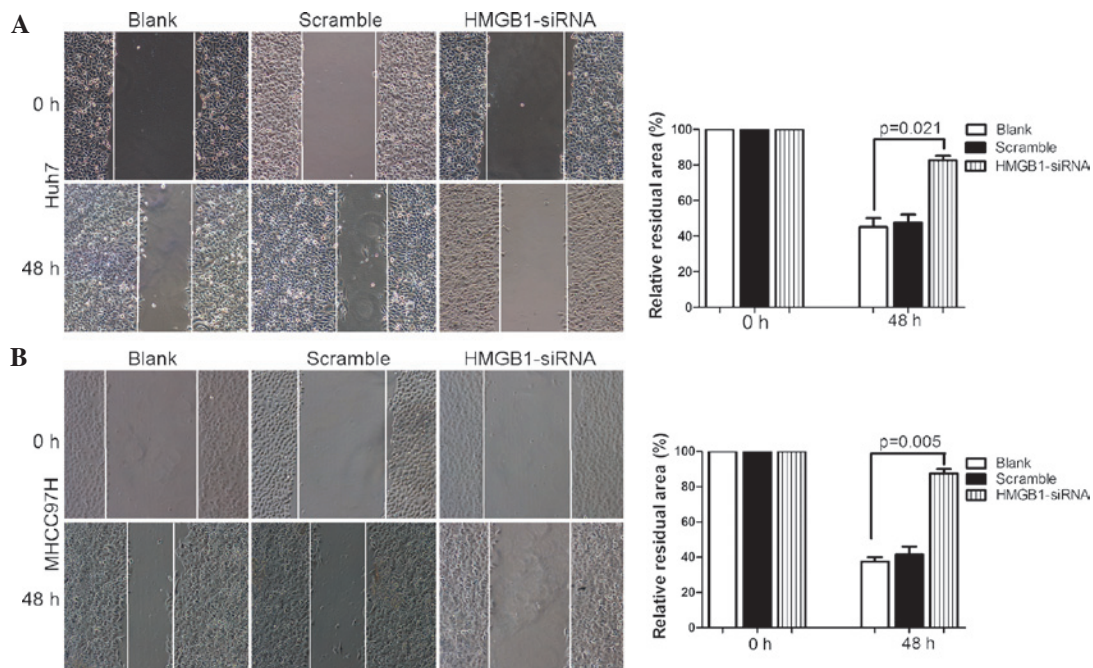 A
Blank
Scramble
HMGB1-siRNA
0 h
Huh7
48 h
Relative residual area (%)
100
80
60
40
20
0
p=0.021
Blank
Scramble
HMGB1-siRNA
0 h
48 h
B
Blank
Scramble
HMGB1-siRNA
0 h
MHCC97H
48 h
Relative residual area (%)
100
80
60
40
20
0
p=0.005
Blank
Scramble
HMGB1-siRNA
0 h
48 h